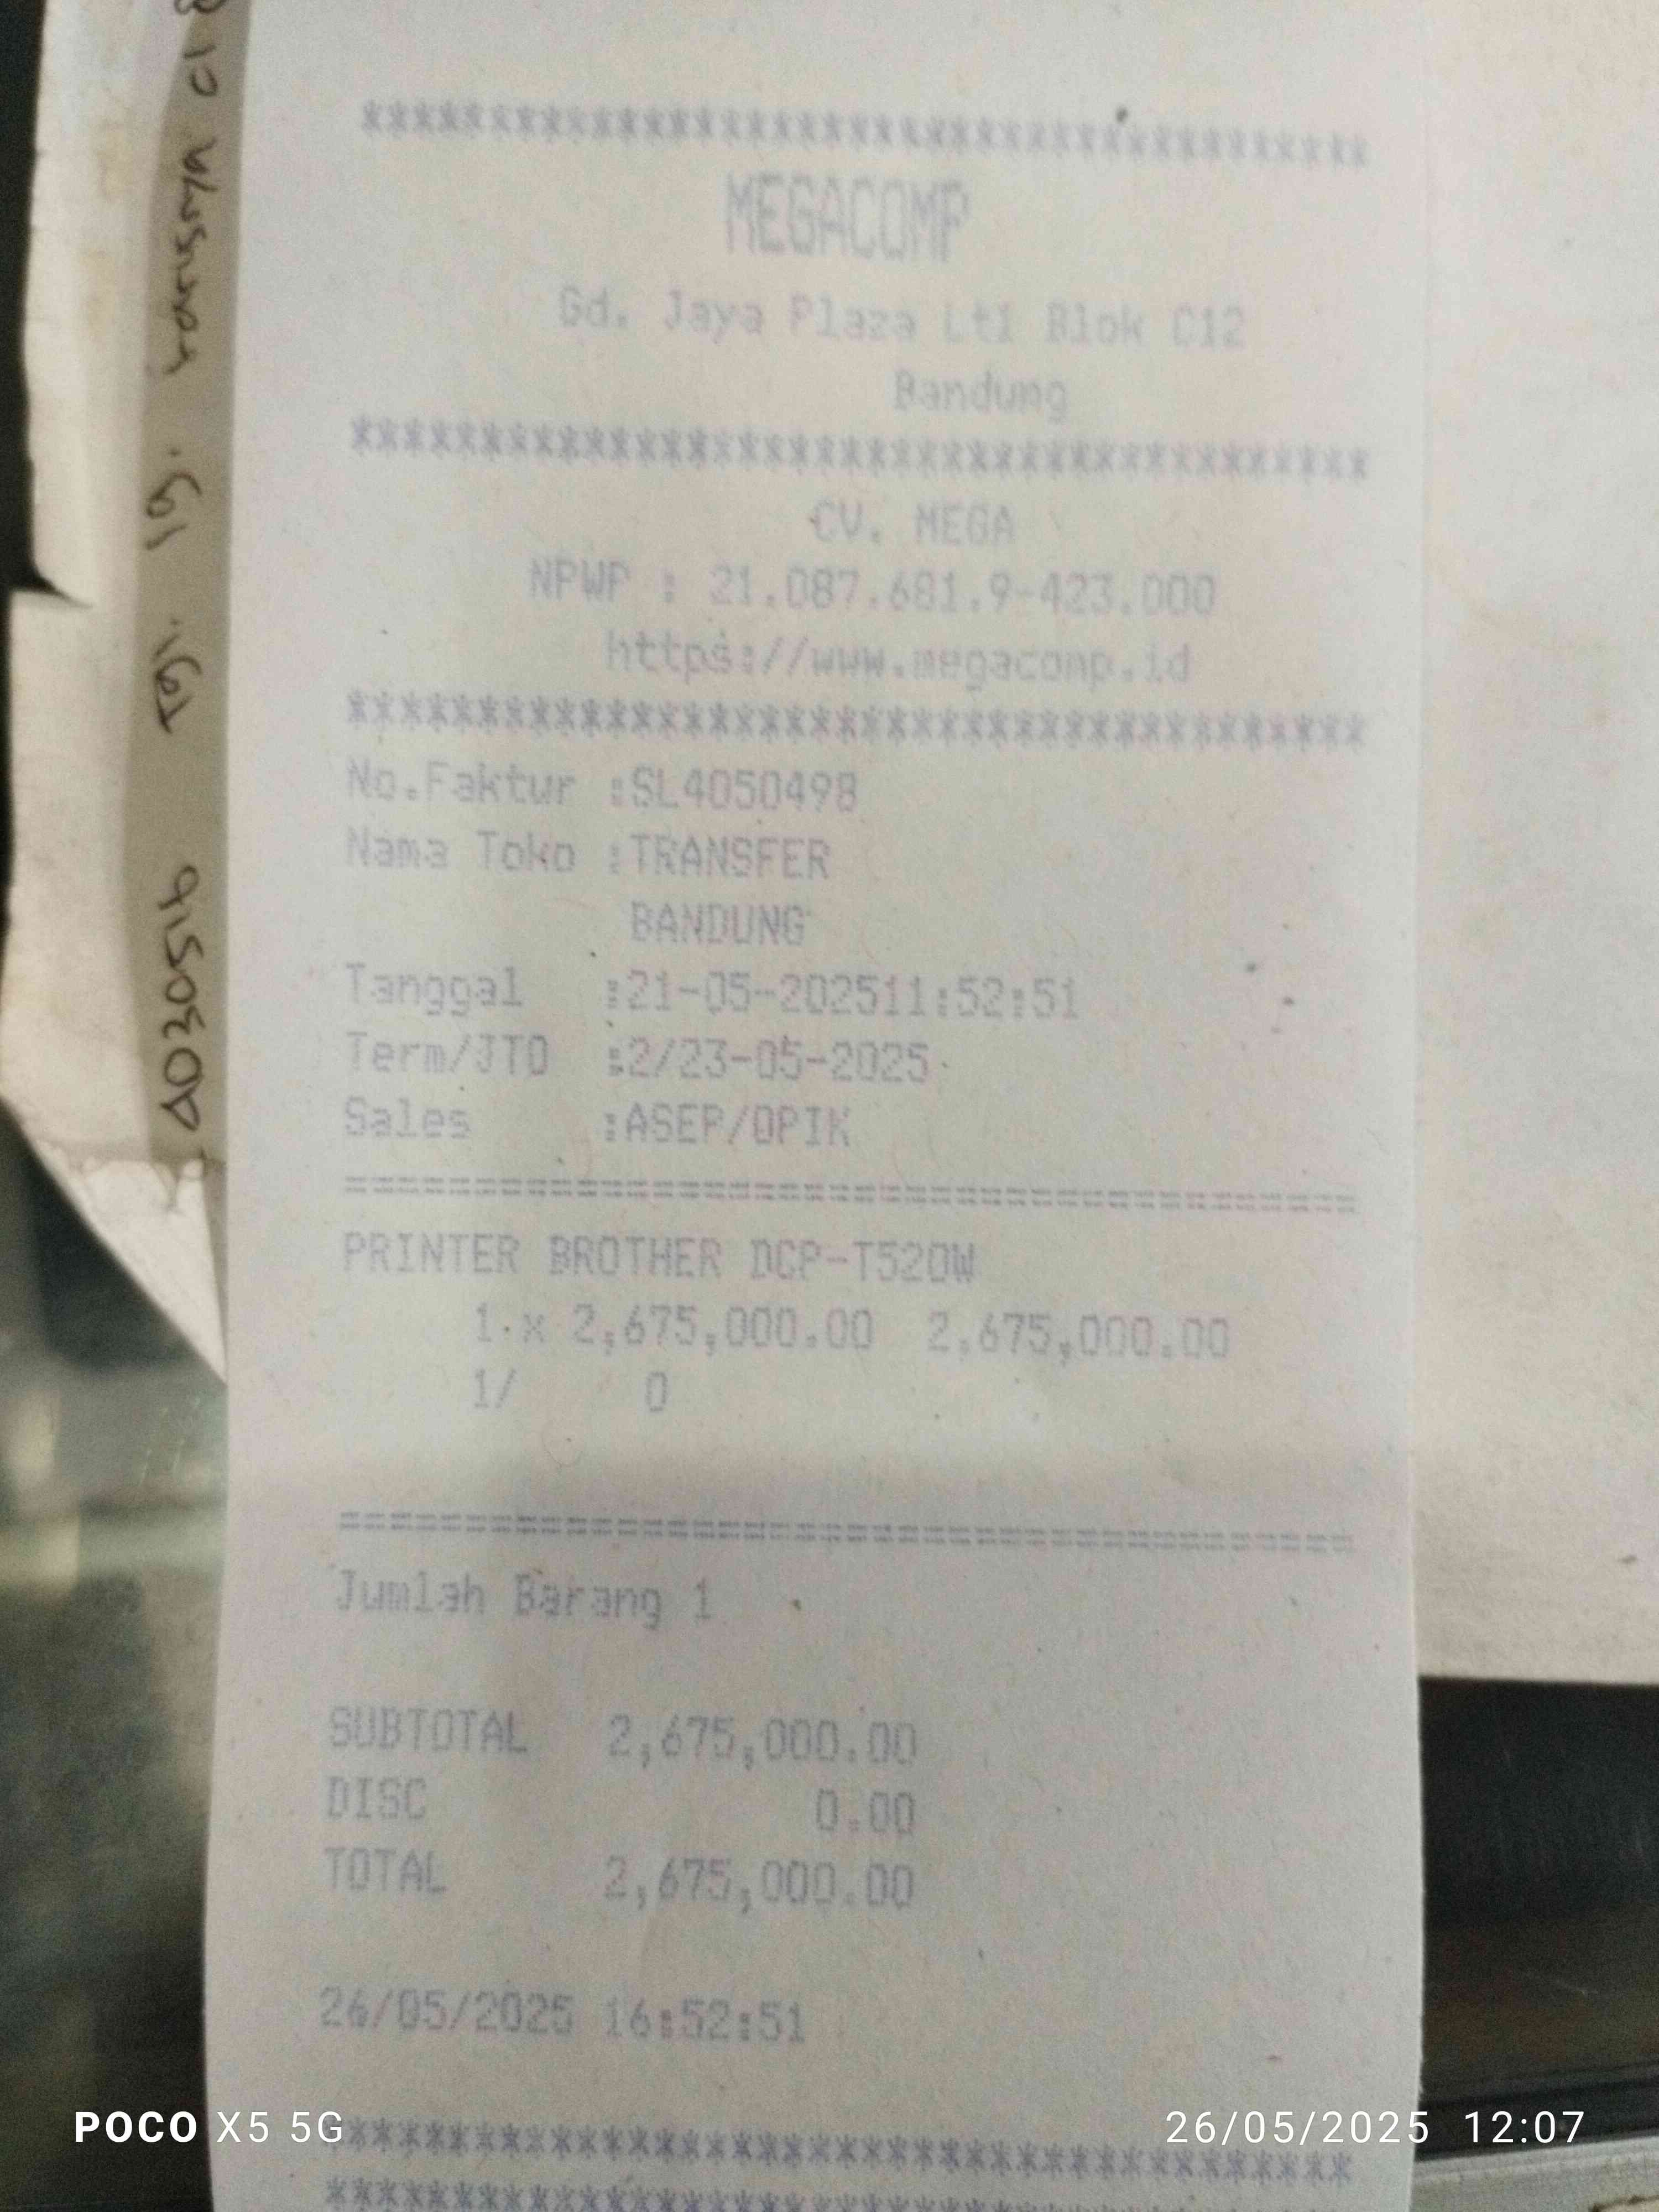 ****************************************
MEGACOMP
Gd. Jaya Plaza Lt1 Blok C12
Bandung
****************************************
CV. MEGA
NPWP : 21.087.681.9-423.000
https://www.megacomp.id
****************************************
No.Faktur :SL4050498
Nama Toko :TRANSFER
BANDUNG
Tanggal :21-05-202511:52:51
Term/JTO :2/23-05-2025
Sales :ASEP/OPIK
========================================
PRINTER BROTHER DCP-T520W
1 x 2,675,000.00 2,675,000.00
1/ 0
========================================
Jumlah Barang 1
SUBTOTAL 2,675,000.00
DISC 0.00
TOTAL 2,675,000.00
26/05/2025 16:52:51
****************************************
****************************************
Tgl. 19.
POCO X5 5G
26/05/2025 12:07